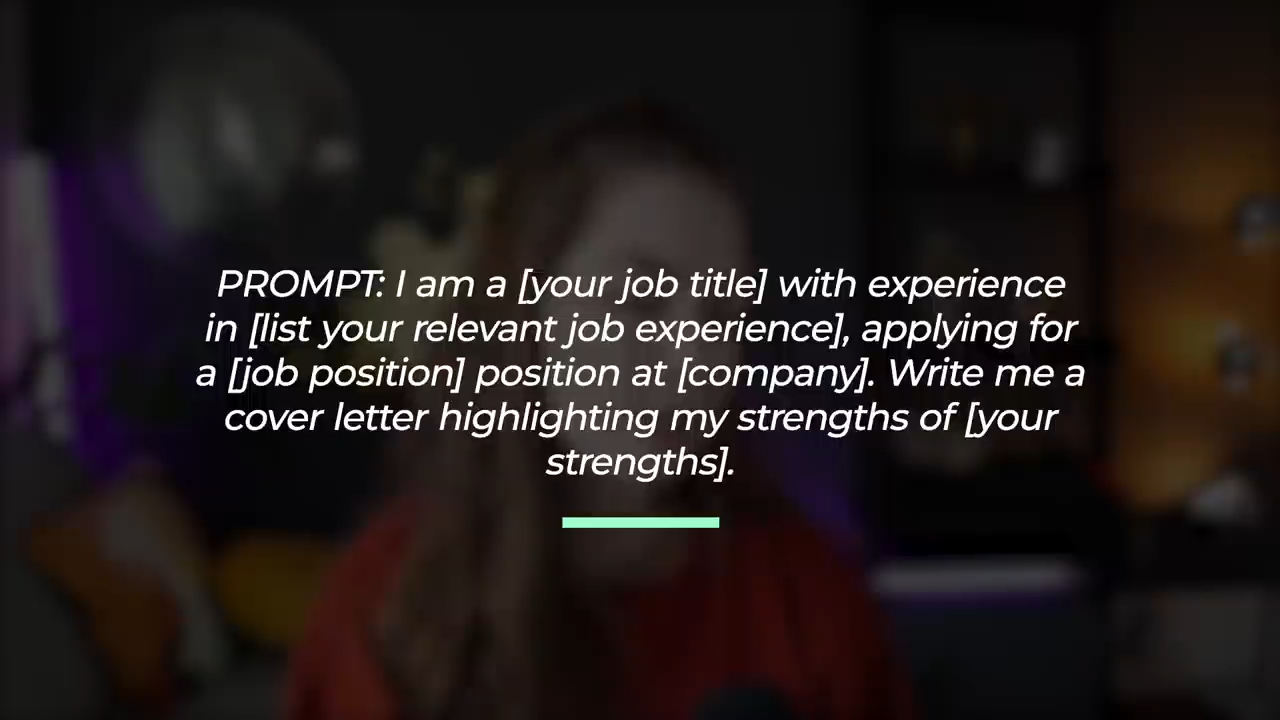 PROMPT: I am a [your job title] with experience
in [list your relevant job experience], applying for
a [job position] position at [company]. Write me a
cover letter highlighting my strengths of [your
strengths].